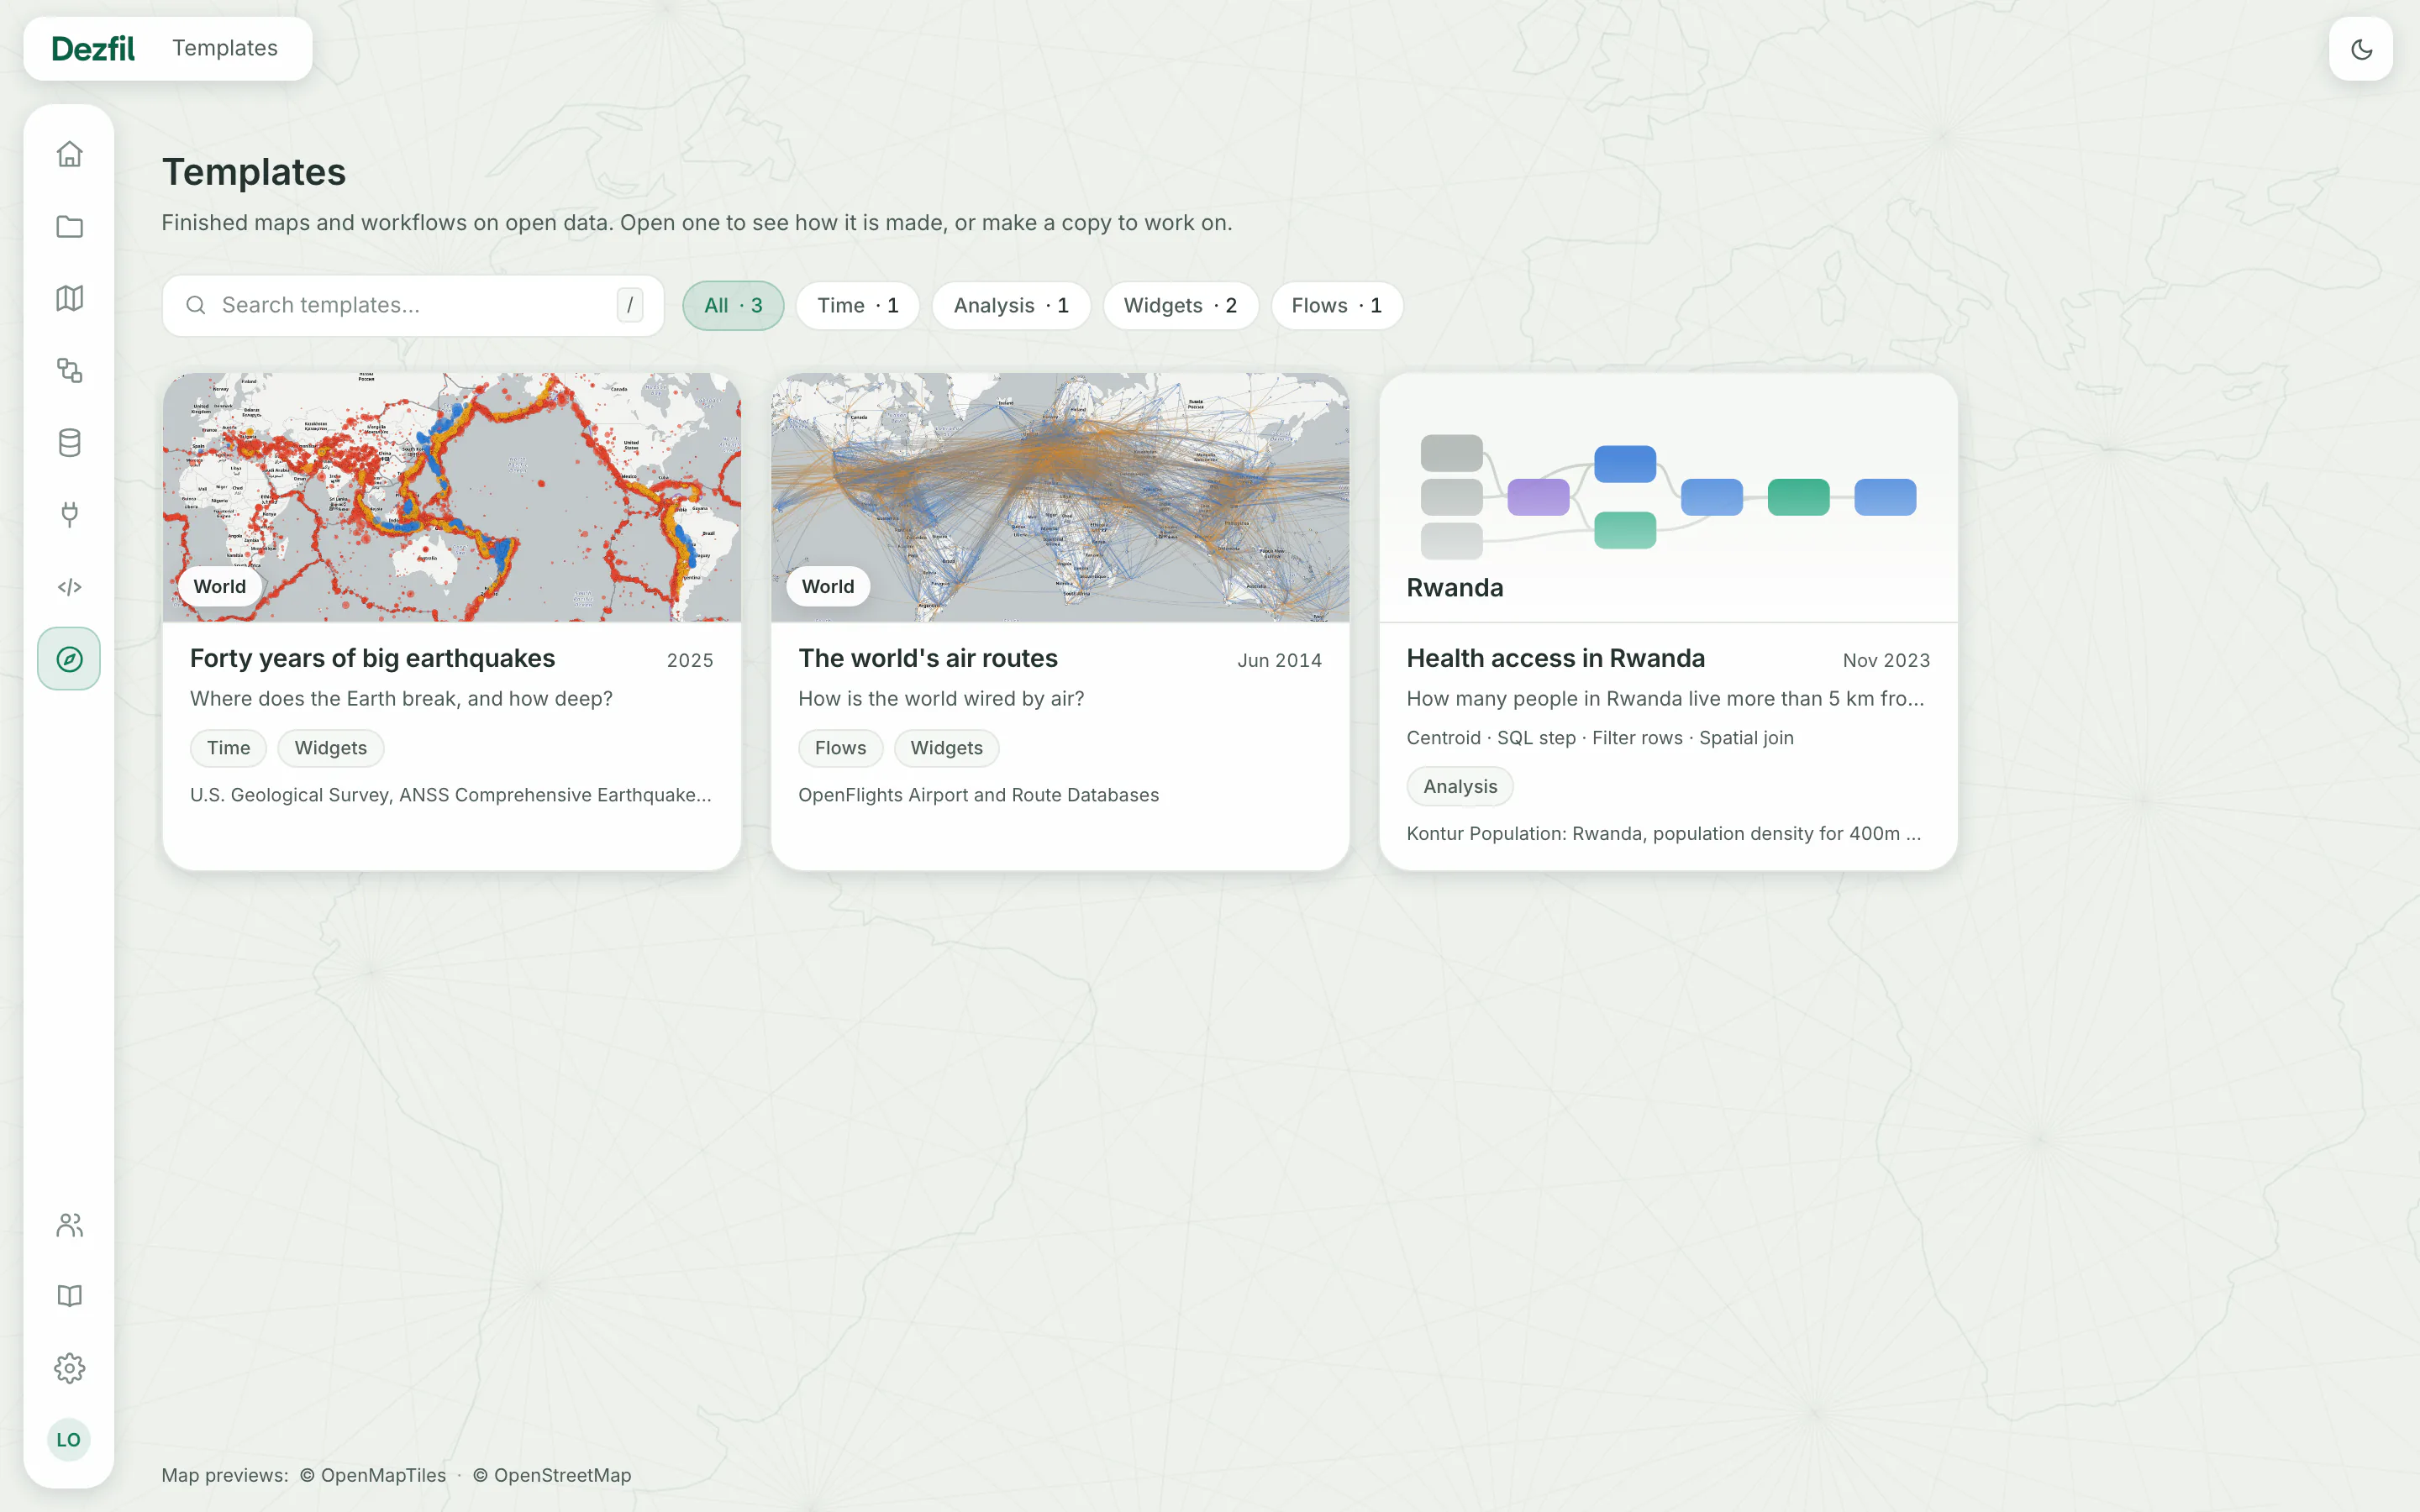 Dezfil Templates
Templates
Finished maps and workflows on open data. Open one to see how it is made, or make a copy to work on.
Search templates... /
All · 3
Time · 1
Analysis · 1
Widgets · 2
Flows · 1
World
Forty years of big earthquakes 2025
Where does the Earth break, and how deep?
Time Widgets
U.S. Geological Survey, ANSS Comprehensive Earthquake...
World
The world's air routes Jun 2014
How is the world wired by air?
Flows Widgets
OpenFlights Airport and Route Databases
Rwanda
Health access in Rwanda Nov 2023
How many people in Rwanda live more than 5 km fro...
Centroid · SQL step · Filter rows · Spatial join
Analysis
Kontur Population: Rwanda, population density for 400m ...
LO
Map previews: © OpenMapTiles · © OpenStreetMap